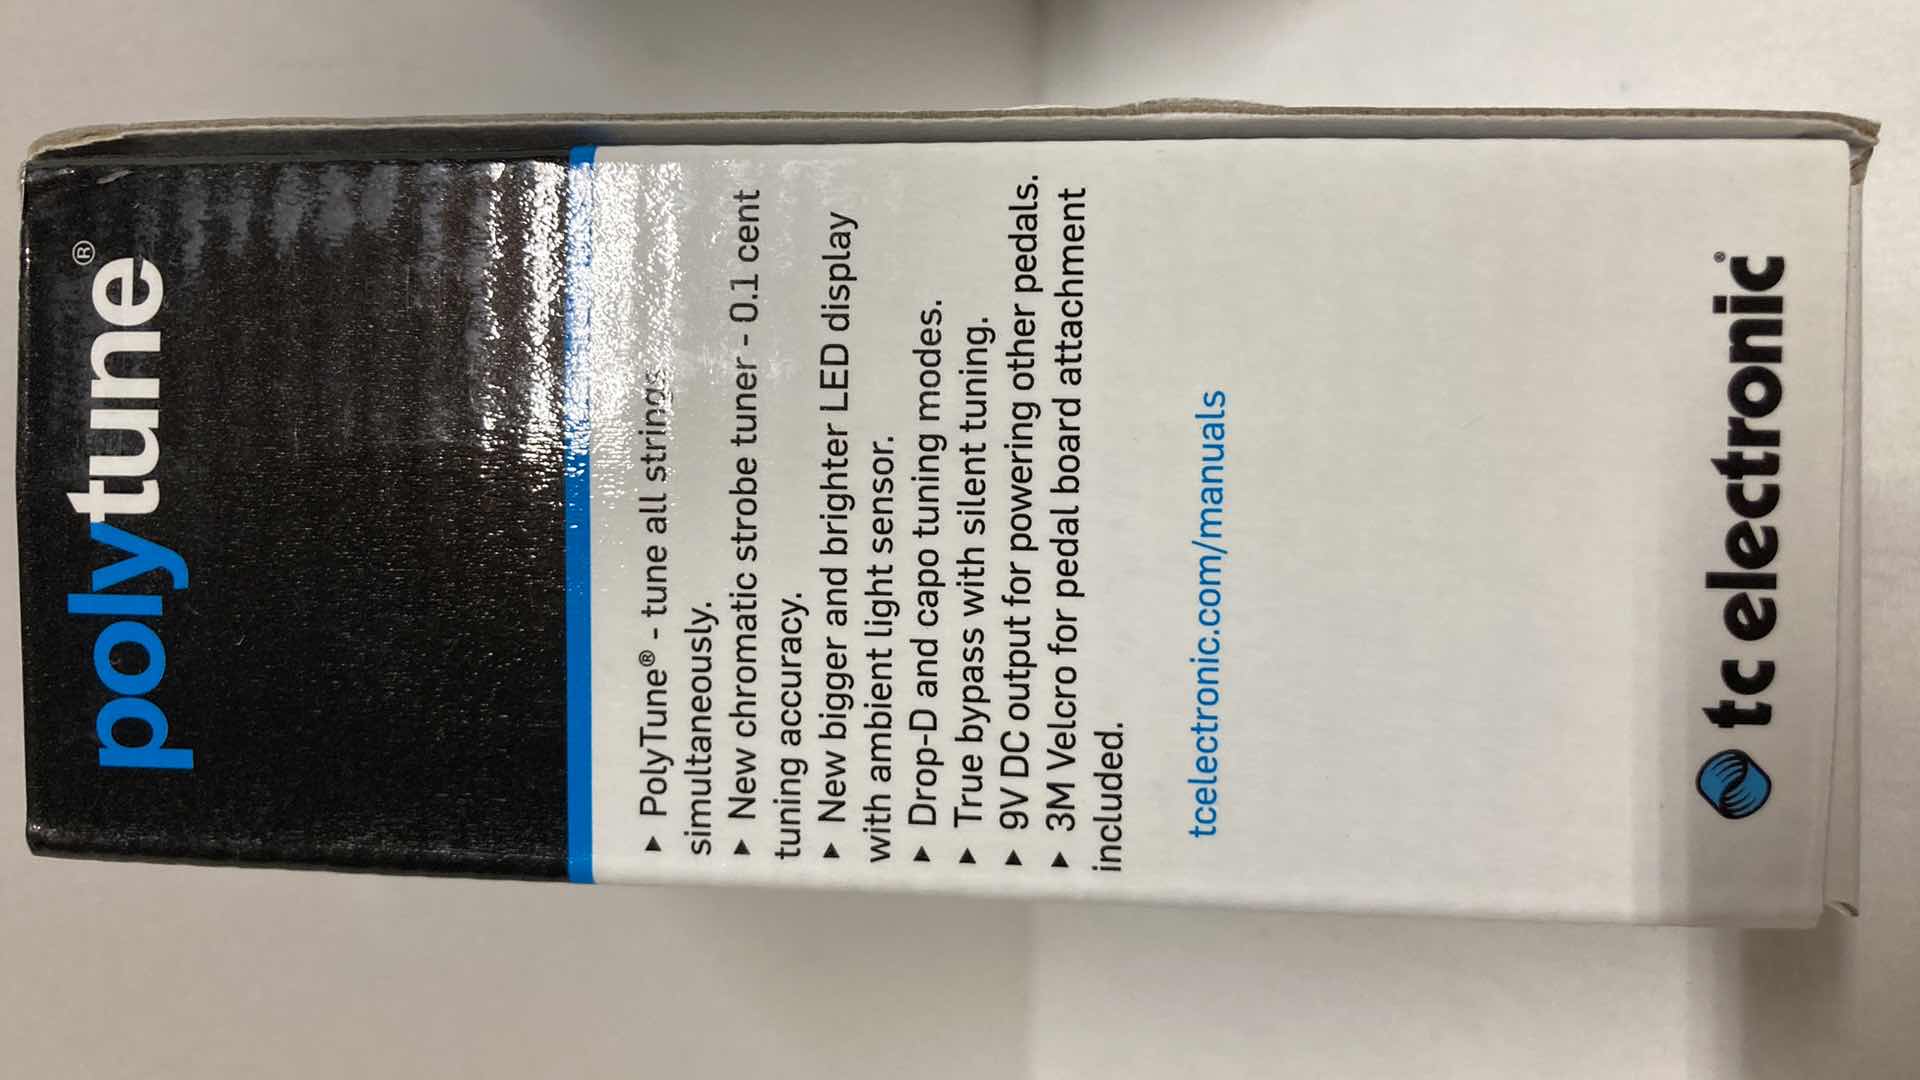 polytune®
▸ PolyTune® - tune all strings
simultaneously.
▸ New chromatic strobe tuner - 0.1 cent
tuning accuracy.
▸ New bigger and brighter LED display
with ambient light sensor.
▸ Drop-D and capo tuning modes.
▸ True bypass with silent tuning.
▸ 9V DC output for powering other pedals.
▸ 3M Velcro for pedal board attachment
included.
tcelectronic.com/manuals
tc electronic®